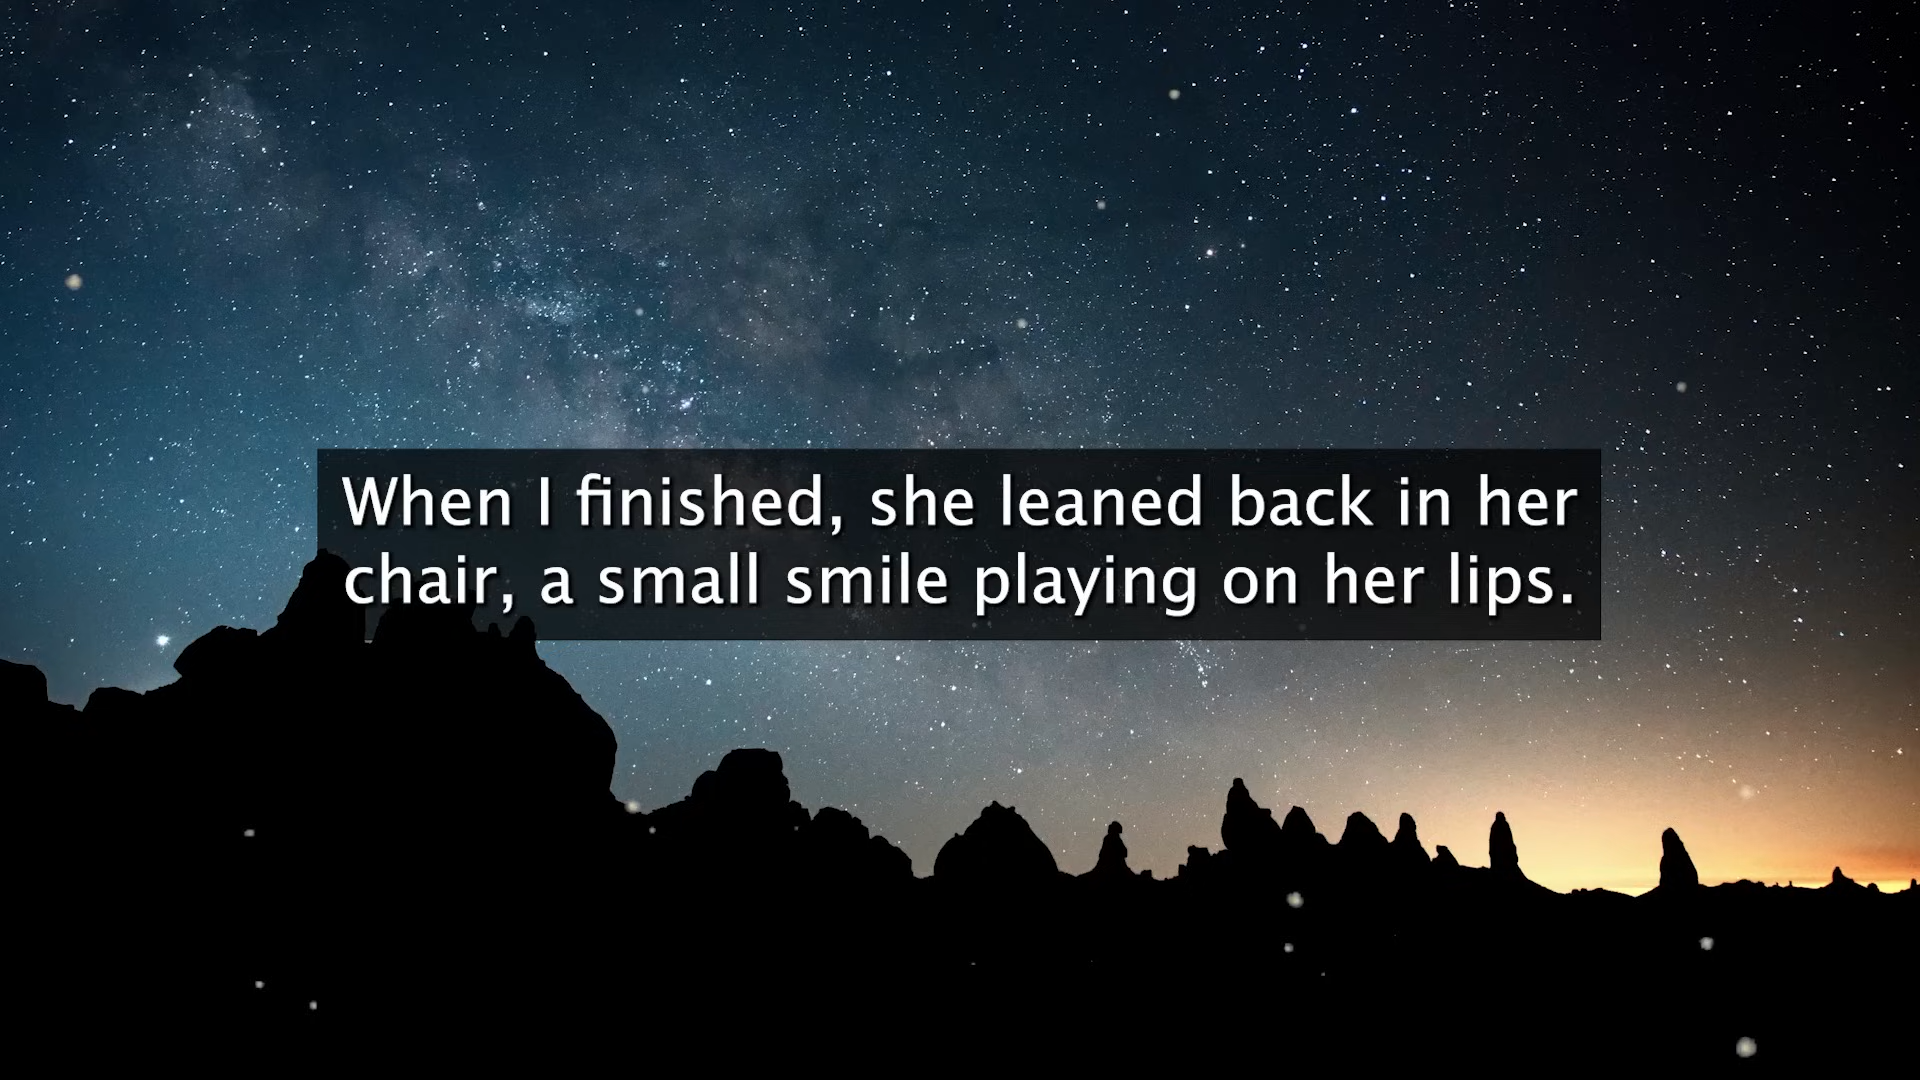 When I finished, she leaned back in her
chair, a small smile playing on her lips.